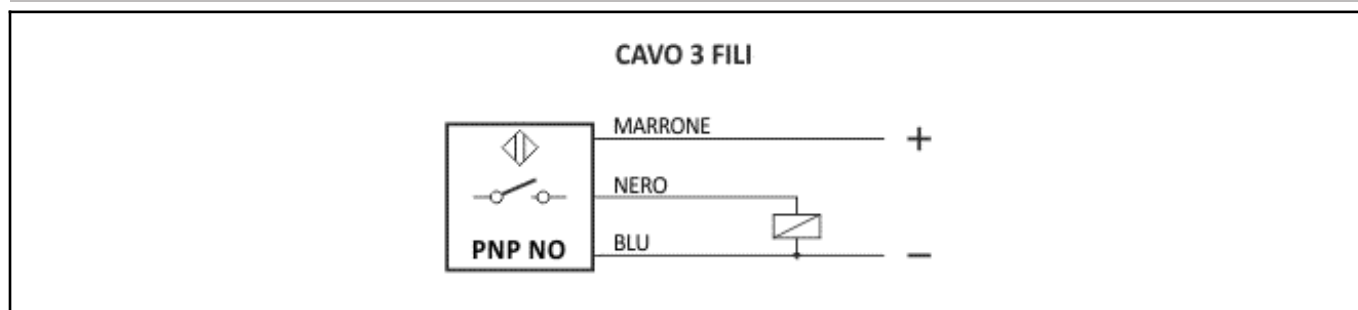 CAVO 3 FILI
MARRONE
+
NERO
BLU
PNP NO
−